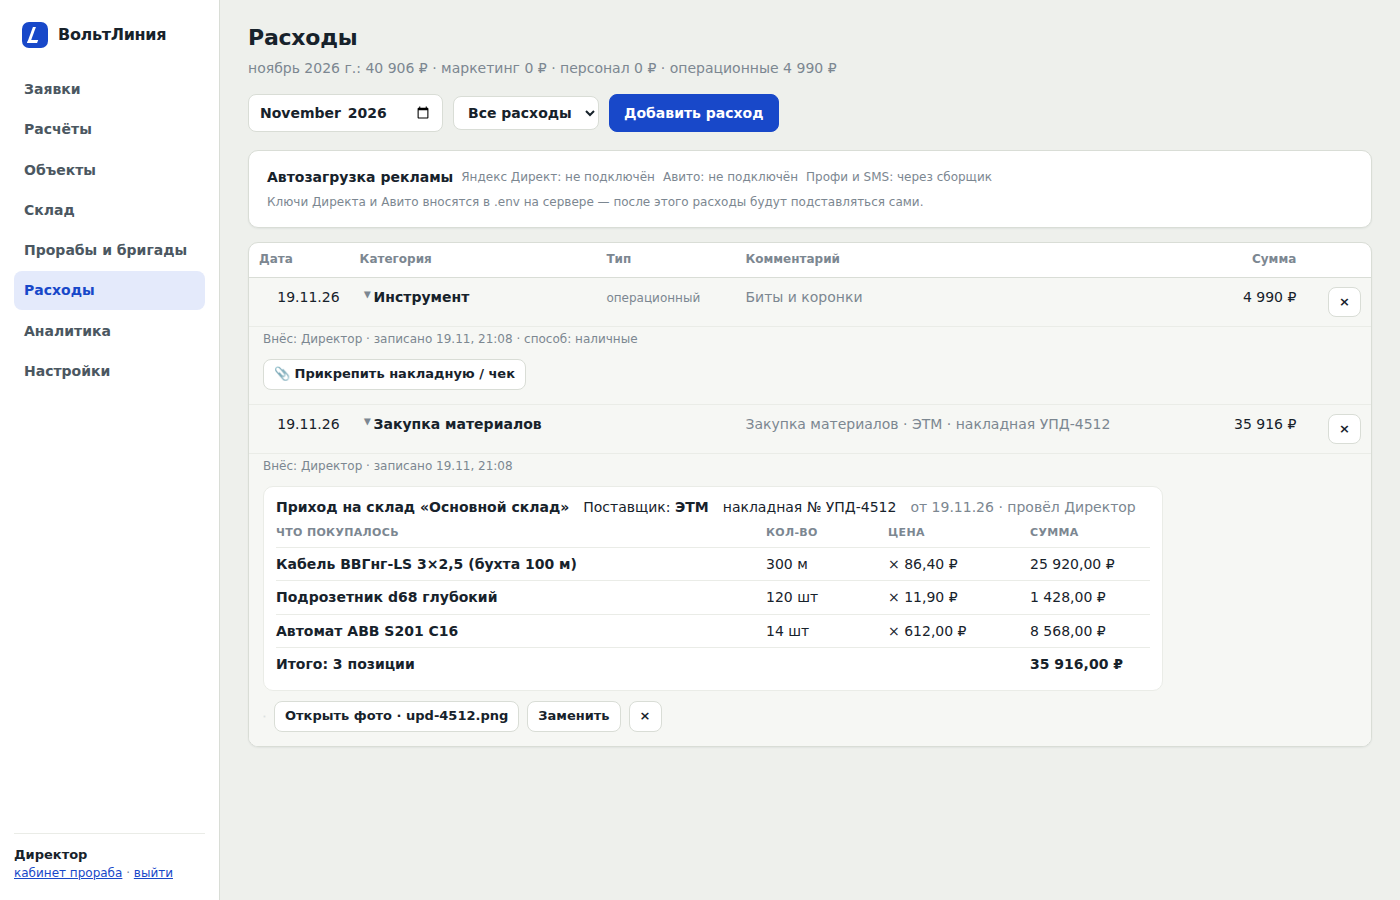 ВольтЛиния
Заявки
Расчёты
Объекты
Склад
Прорабы и бригады
Расходы
Аналитика
Настройки
Директор
кабинет прораба · выйти
Расходы
ноябрь 2026 г.: 40 906 ₽ · маркетинг 0 ₽ · персонал 0 ₽ · операционные 4 990 ₽
November 2026 Все расходы Добавить расход
Автозагрузка рекламы Яндекс Директ: не подключён Авито: не подключён Профи и SMS: через сборщик
Ключи Директа и Авито вносятся в .env на сервере — после этого расходы будут подставляться сами.
Дата Категория Тип Комментарий Сумма
19.11.26 ▼ Инструмент операционный Биты и коронки 4 990 ₽ ×
Внёс: Директор · записано 19.11, 21:08 · способ: наличные
📎 Прикрепить накладную / чек
19.11.26 ▼ Закупка материалов Закупка материалов · ЭТМ · накладная УПД-4512 35 916 ₽ ×
Внёс: Директор · записано 19.11, 21:08
Приход на склад «Основной склад» Поставщик: ЭТМ накладная № УПД-4512 от 19.11.26 · провёл Директор
ЧТО ПОКУПАЛОСЬ КОЛ-ВО ЦЕНА СУММА
Кабель ВВГнг-LS 3×2,5 (бухта 100 м) 300 м × 86,40 ₽ 25 920,00 ₽
Подрозетник d68 глубокий 120 шт × 11,90 ₽ 1 428,00 ₽
Автомат ABB S201 C16 14 шт × 612,00 ₽ 8 568,00 ₽
Итого: 3 позиции 35 916,00 ₽
Открыть фото · upd-4512.png Заменить ×